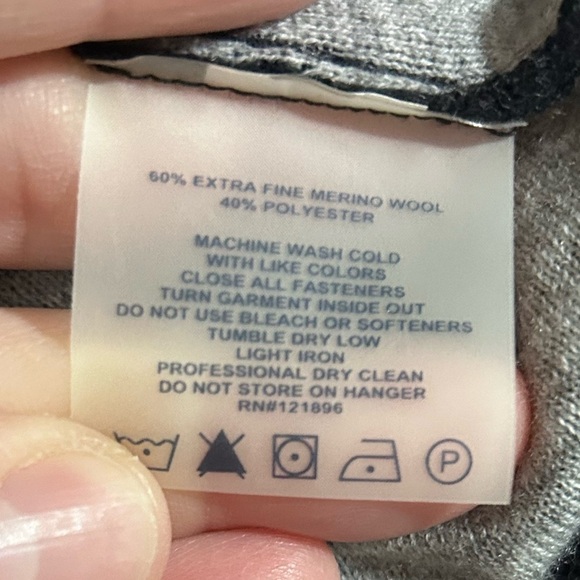 60% EXTRA FINE MERINO WOOL
40% POLYESTER
MACHINE WASH COLD
WITH LIKE COLORS
CLOSE ALL FASTENERS
TURN GARMENT INSIDE OUT
DO NOT USE BLEACH OR SOFTENERS
TUMBLE DRY LOW
LIGHT IRON
PROFESSIONAL DRY CLEAN
DO NOT STORE ON HANGER
RN#121896
P